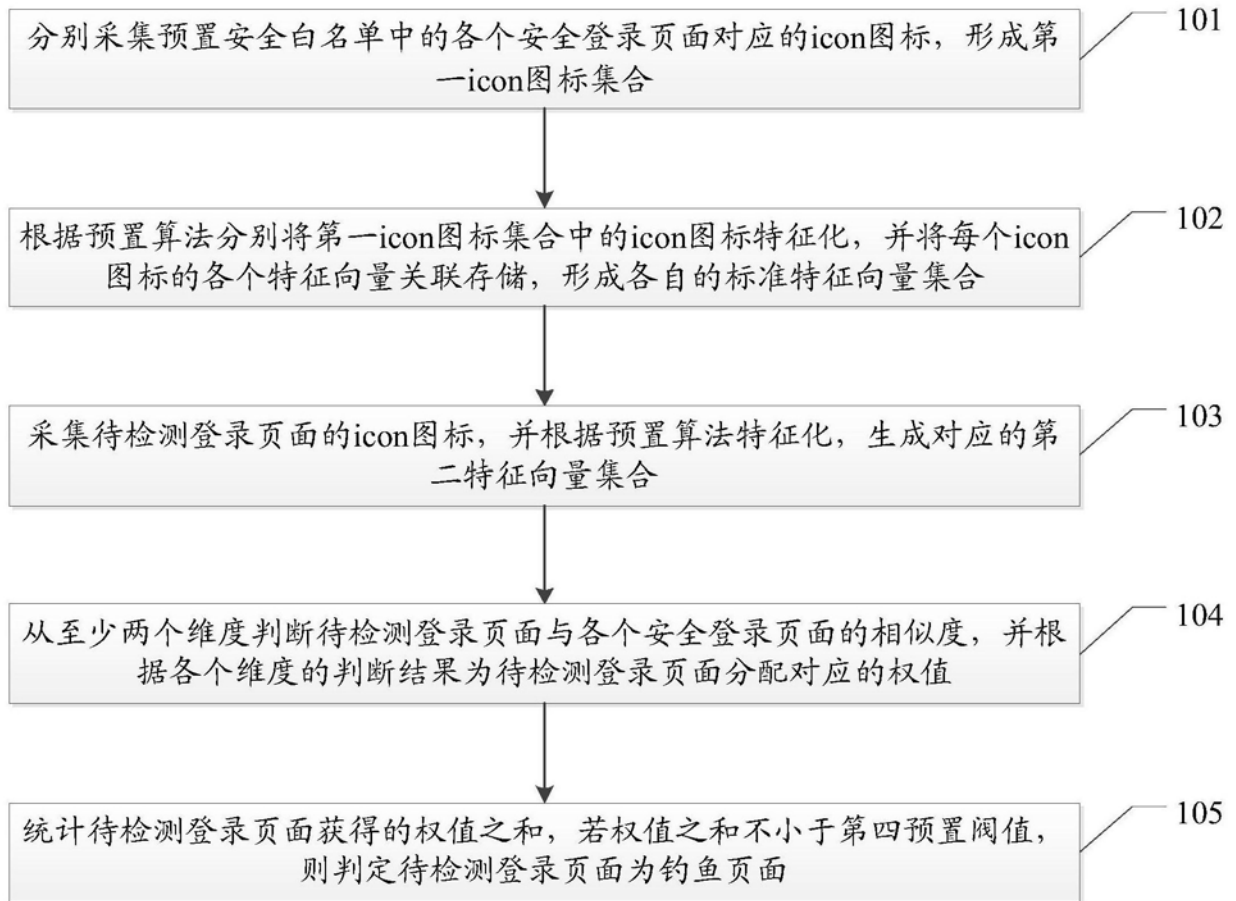 分别采集预置安全白名单中的各个安全登录页面对应的icon图标，形成第
一icon图标集合
101
根据预置算法分别将第一icon图标集合中的icon图标特征化，并将每个icon
图标的各个特征向量关联存储，形成各自的标准特征向量集合
102
采集待检测登录页面的icon图标，并根据预置算法特征化，生成对应的第
二特征向量集合
103
从至少两个维度判断待检测登录页面与各个安全登录页面的相似度，并根
据各个维度的判断结果为待检测登录页面分配对应的权值
104
统计待检测登录页面获得的权值之和，若权值之和不小于第四预置阀值，
则判定待检测登录页面为钓鱼页面
105